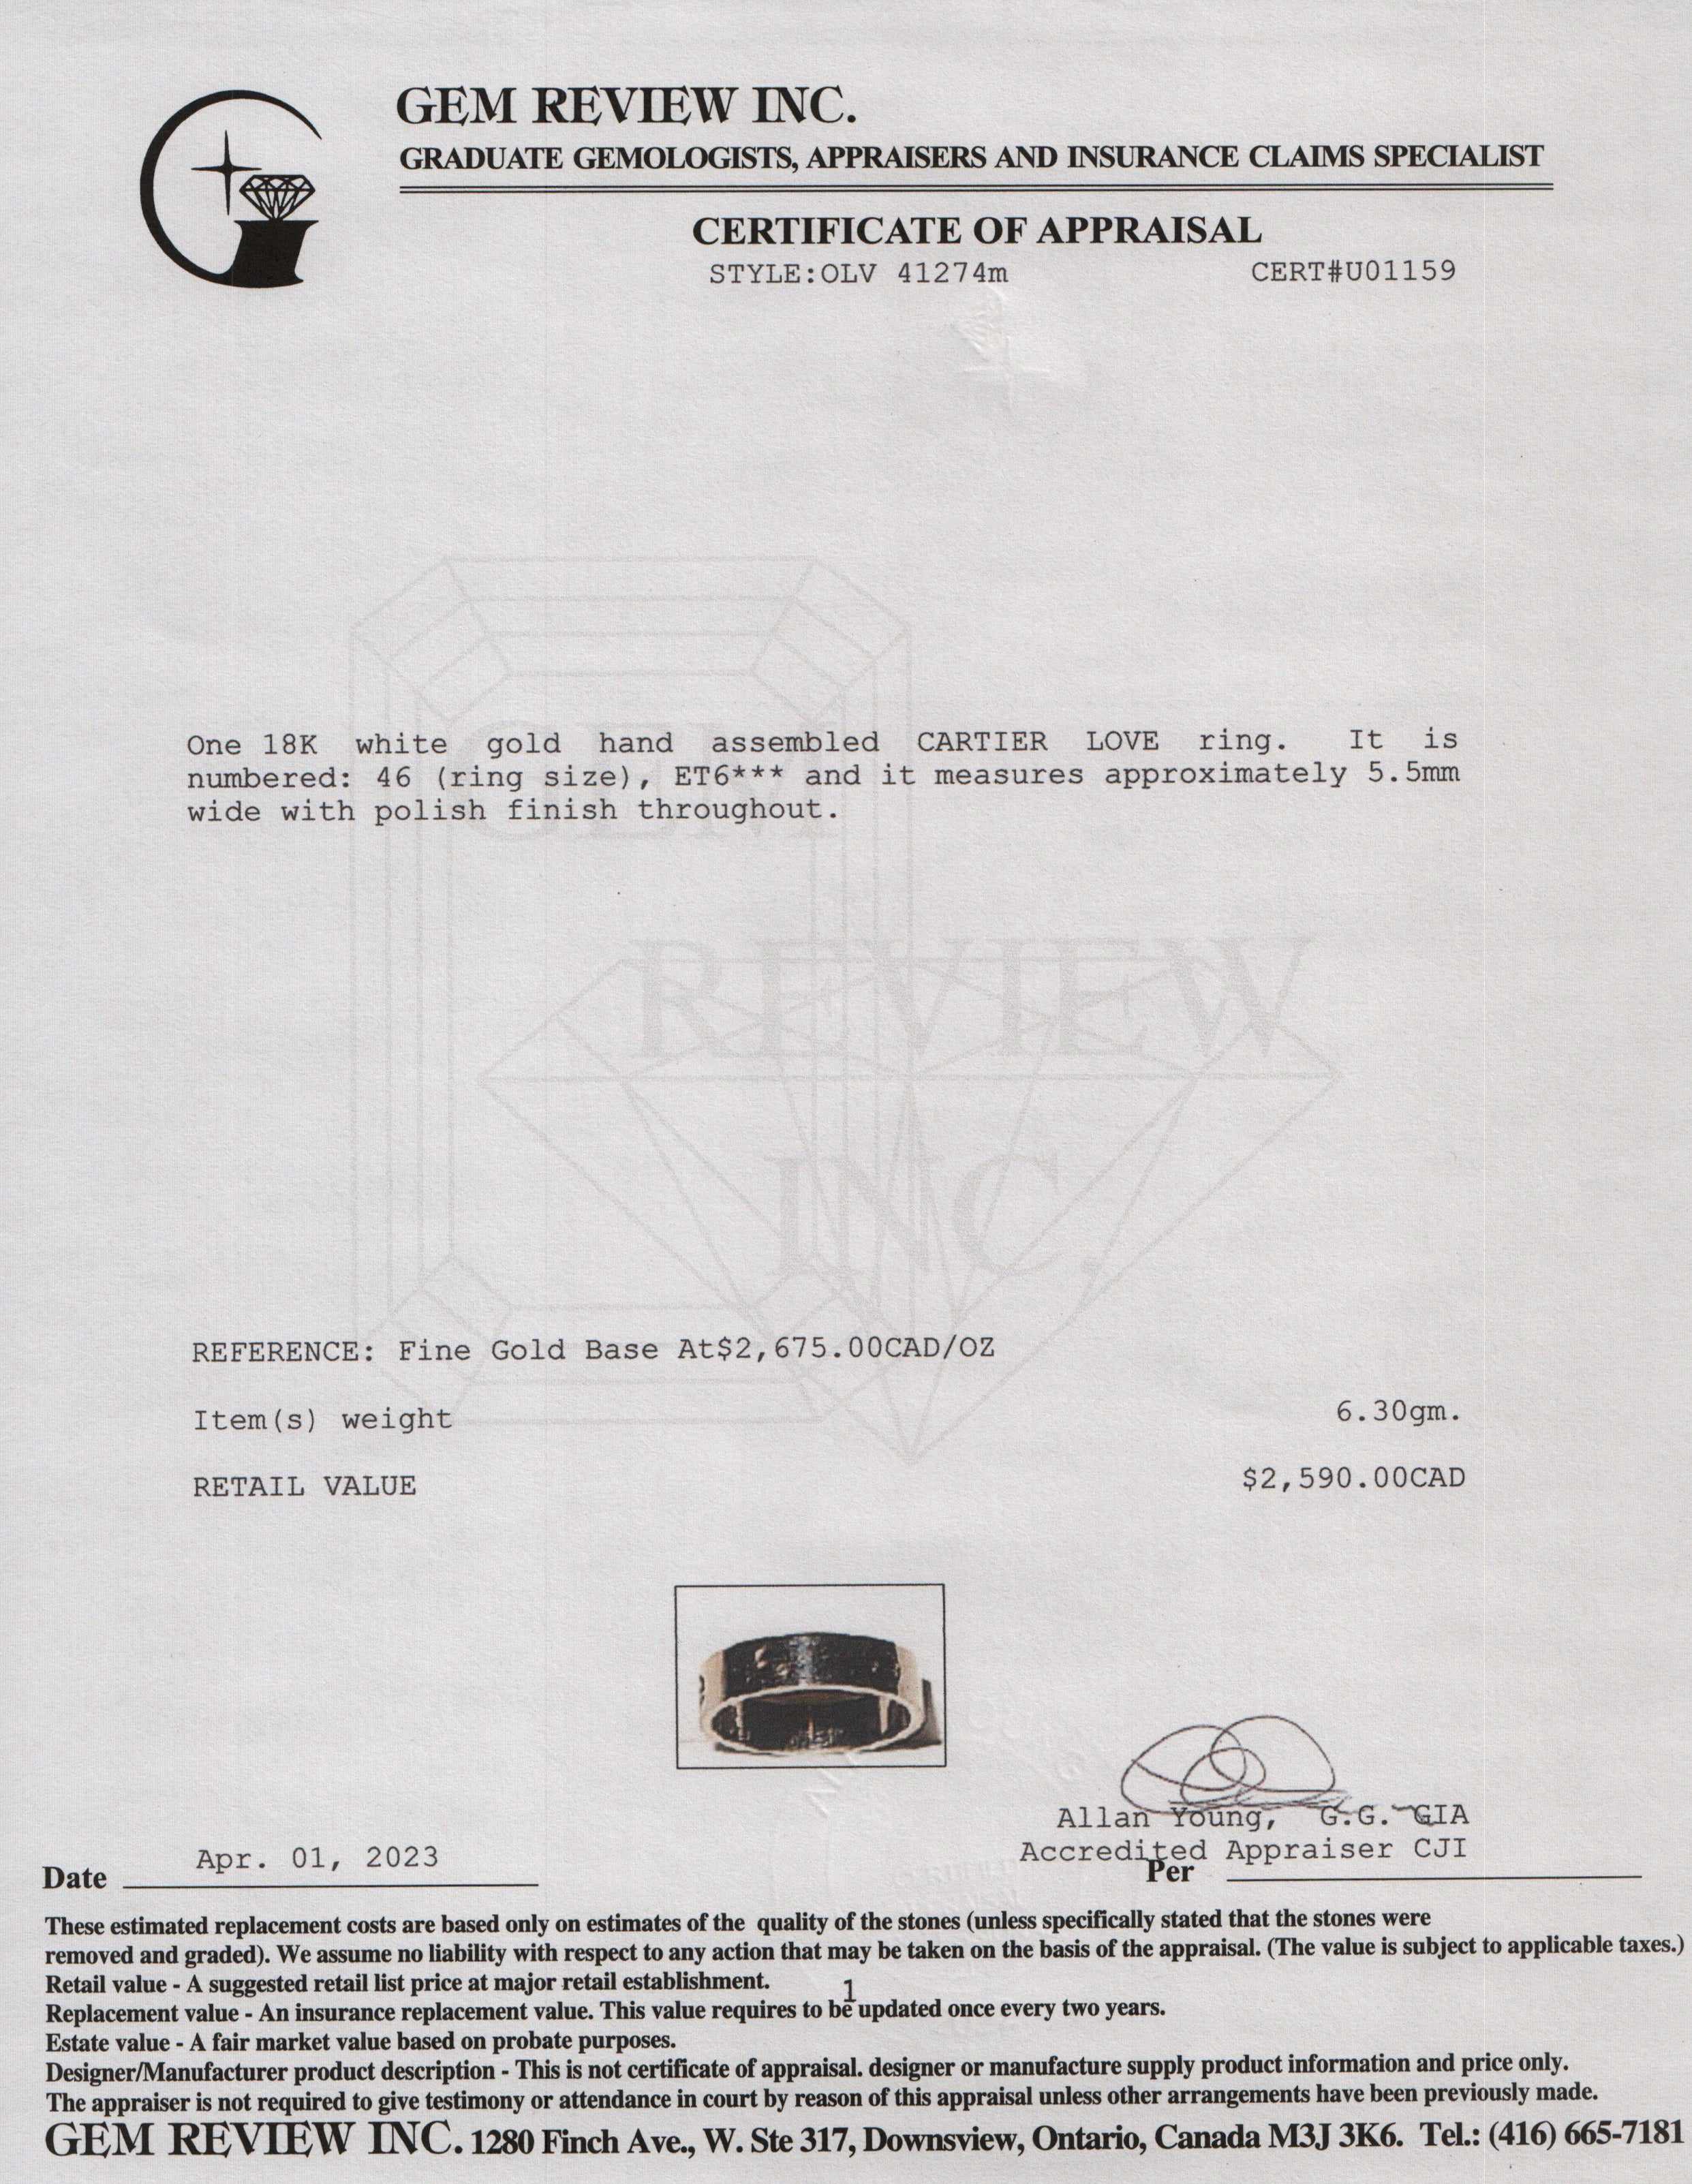 GEM REVIEW INC.
GRADUATE GEMOLOGISTS, APPRAISERS AND INSURANCE CLAIMS SPECIALIST
CERTIFICATE OF APPRAISAL
STYLE:OLV 41274m CERT#U01159
One 18K white gold hand assembled CARTIER LOVE ring. It is
numbered: 46 (ring size), ET6*** and it measures approximately 5.5mm
wide with polish finish throughout.
GEM
REVIEW
INC.
REFERENCE: Fine Gold Base At$2,675.00CAD/OZ
Item(s) weight 6.30gm.
RETAIL VALUE $2,590.00CAD
Allan Young, G.G. GIA
Accredited Appraiser CJI
Date Apr. 01, 2023 Per
These estimated replacement costs are based only on estimates of the quality of the stones (unless specifically stated that the stones were
removed and graded). We assume no liability with respect to any action that may be taken on the basis of the appraisal. (The value is subject to applicable taxes.)
Retail value - A suggested retail list price at major retail establishment.
1
Replacement value - An insurance replacement value. This value requires to be updated once every two years.
Estate value - A fair market value based on probate purposes.
Designer/Manufacturer product description - This is not certificate of appraisal. designer or manufacture supply product information and price only.
The appraiser is not required to give testimony or attendance in court by reason of this appraisal unless other arrangements have been previously made.
GEM REVIEW INC. 1280 Finch Ave., W. Ste 317, Downsview, Ontario, Canada M3J 3K6. Tel.: (416) 665-7181